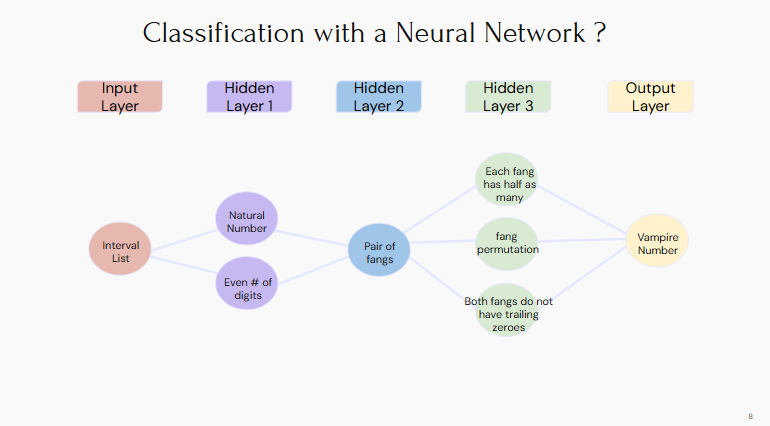 Classification with a Neural Network ?
Input
Layer
Hidden
Layer 1
Hidden
Layer 2
Hidden
Layer 3
Output
Layer
Interval
List
Natural
Number
Even # of
digits
Pair of
fangs
Each fang
has half as
many
fang
permutation
Both fangs do not
have trailing
zeroes
Vampire
Number
8